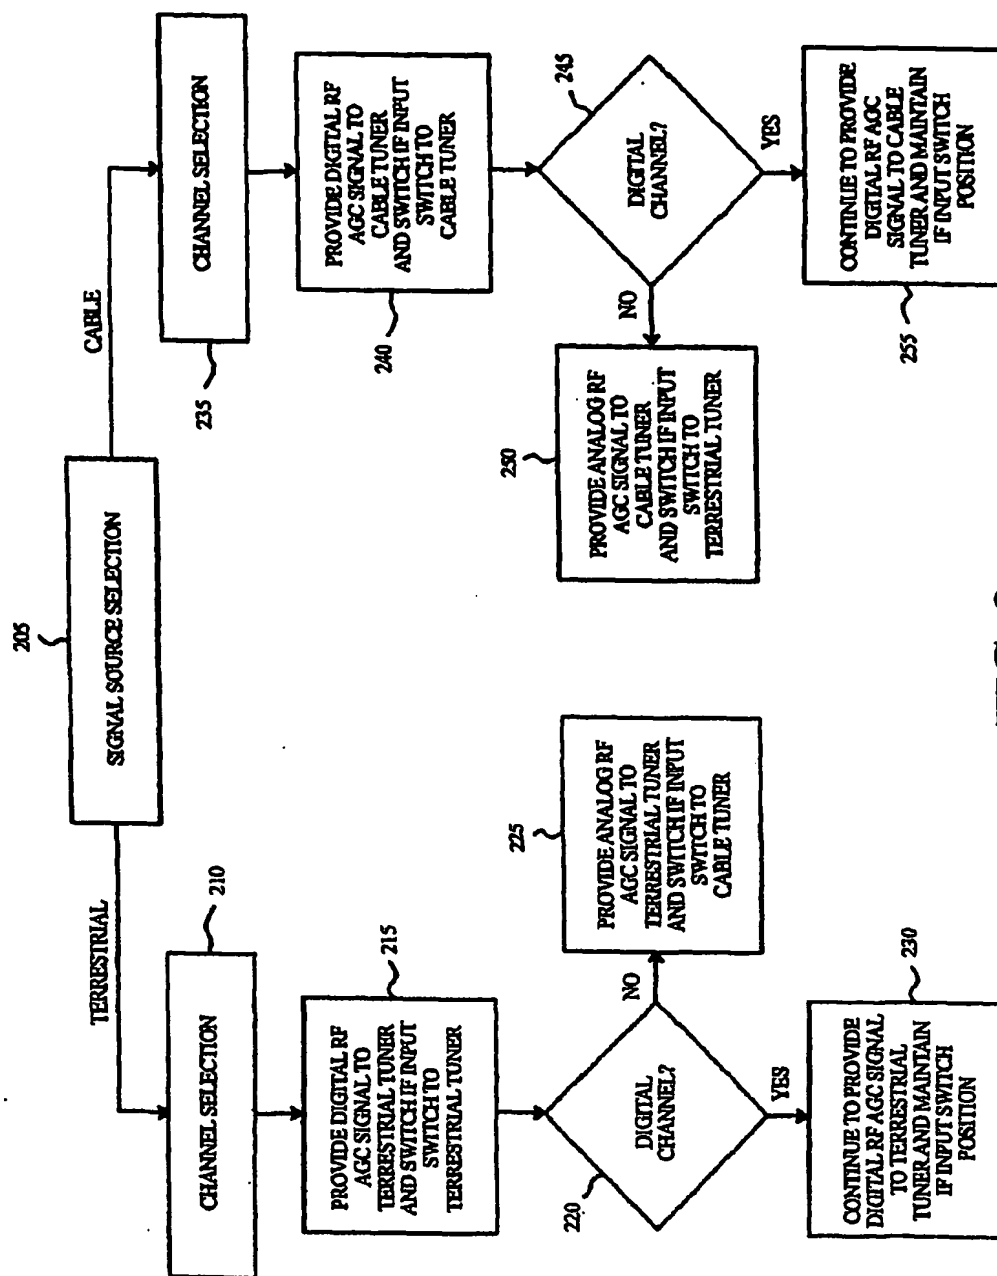 205
SIGNAL SOURCE SELECTION
TERRESTRIAL
CABLE
210
CHANNEL SELECTION
215
PROVIDE DIGITAL RF
AGC SIGNAL TO
TERRESTRIAL TUNER
AND SWITCH IF INPUT
SWITCH TO
TERRESTRIAL TUNER
220
DIGITAL
CHANNEL?
NO
225
PROVIDE ANALOG RF
AGC SIGNAL TO
TERRESTRIAL TUNER
AND SWITCH IF INPUT
SWITCH TO
CABLE TUNER
YES
230
CONTINUE TO PROVIDE
DIGITAL RF AGC SIGNAL
TO TERRESTRIAL
TUNER AND MAINTAIN
IF INPUT SWITCH
POSITION
235
CHANNEL SELECTION
240
PROVIDE DIGITAL RF
AGC SIGNAL TO
CABLE TUNER
AND SWITCH IF INPUT
SWITCH TO
CABLE TUNER
245
DIGITAL
CHANNEL?
NO
250
PROVIDE ANALOG RF
AGC SIGNAL TO
CABLE TUNER
AND SWITCH IF INPUT
SWITCH TO
TERRESTRIAL TUNER
YES
255
CONTINUE TO PROVIDE
DIGITAL RF AGC
SIGNAL TO CABLE
TUNER AND MAINTAIN
IF INPUT SWITCH
POSITION